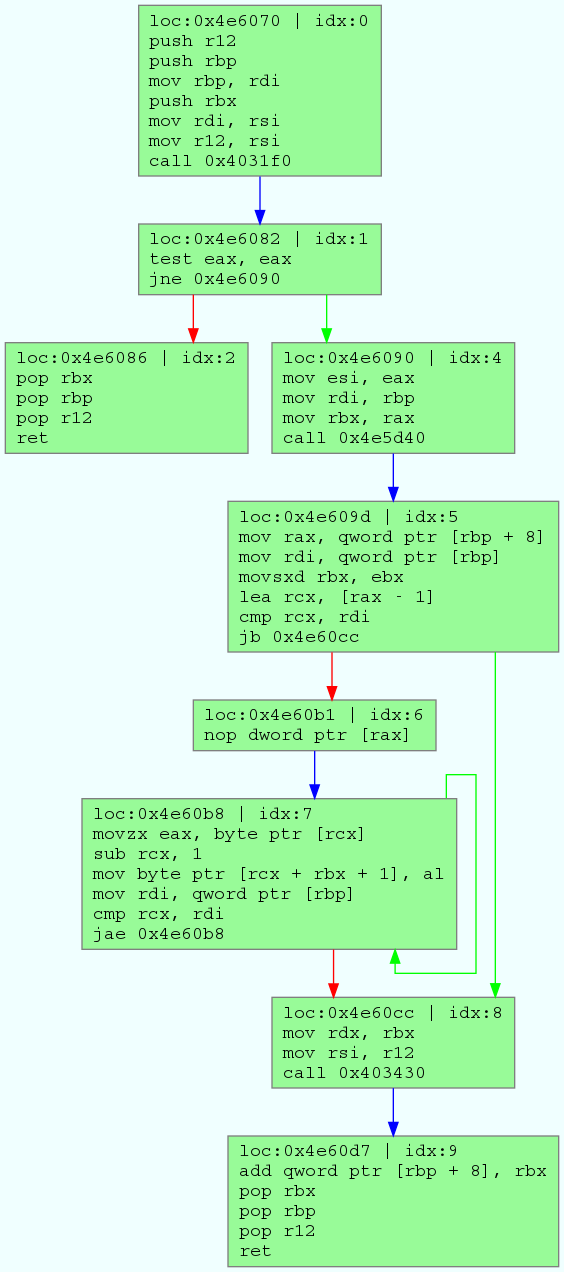 loc:0x4e6070 | idx:0
push r12
push rbp
mov rbp, rdi
push rbx
mov rdi, rsi
mov r12, rsi
call 0x4031f0
loc:0x4e6082 | idx:1
test eax, eax
jne 0x4e6090
loc:0x4e6086 | idx:2
pop rbx
pop rbp
pop r12
ret
loc:0x4e6090 | idx:4
mov esi, eax
mov rdi, rbp
mov rbx, rax
call 0x4e5d40
loc:0x4e609d | idx:5
mov rax, qword ptr [rbp + 8]
mov rdi, qword ptr [rbp]
movsxd rbx, ebx
lea rcx, [rax - 1]
cmp rcx, rdi
jb 0x4e60cc
loc:0x4e60b1 | idx:6
nop dword ptr [rax]
loc:0x4e60b8 | idx:7
movzx eax, byte ptr [rcx]
sub rcx, 1
mov byte ptr [rcx + rbx + 1], al
mov rdi, qword ptr [rbp]
cmp rcx, rdi
jae 0x4e60b8
loc:0x4e60cc | idx:8
mov rdx, rbx
mov rsi, r12
call 0x403430
loc:0x4e60d7 | idx:9
add qword ptr [rbp + 8], rbx
pop rbx
pop rbp
pop r12
ret